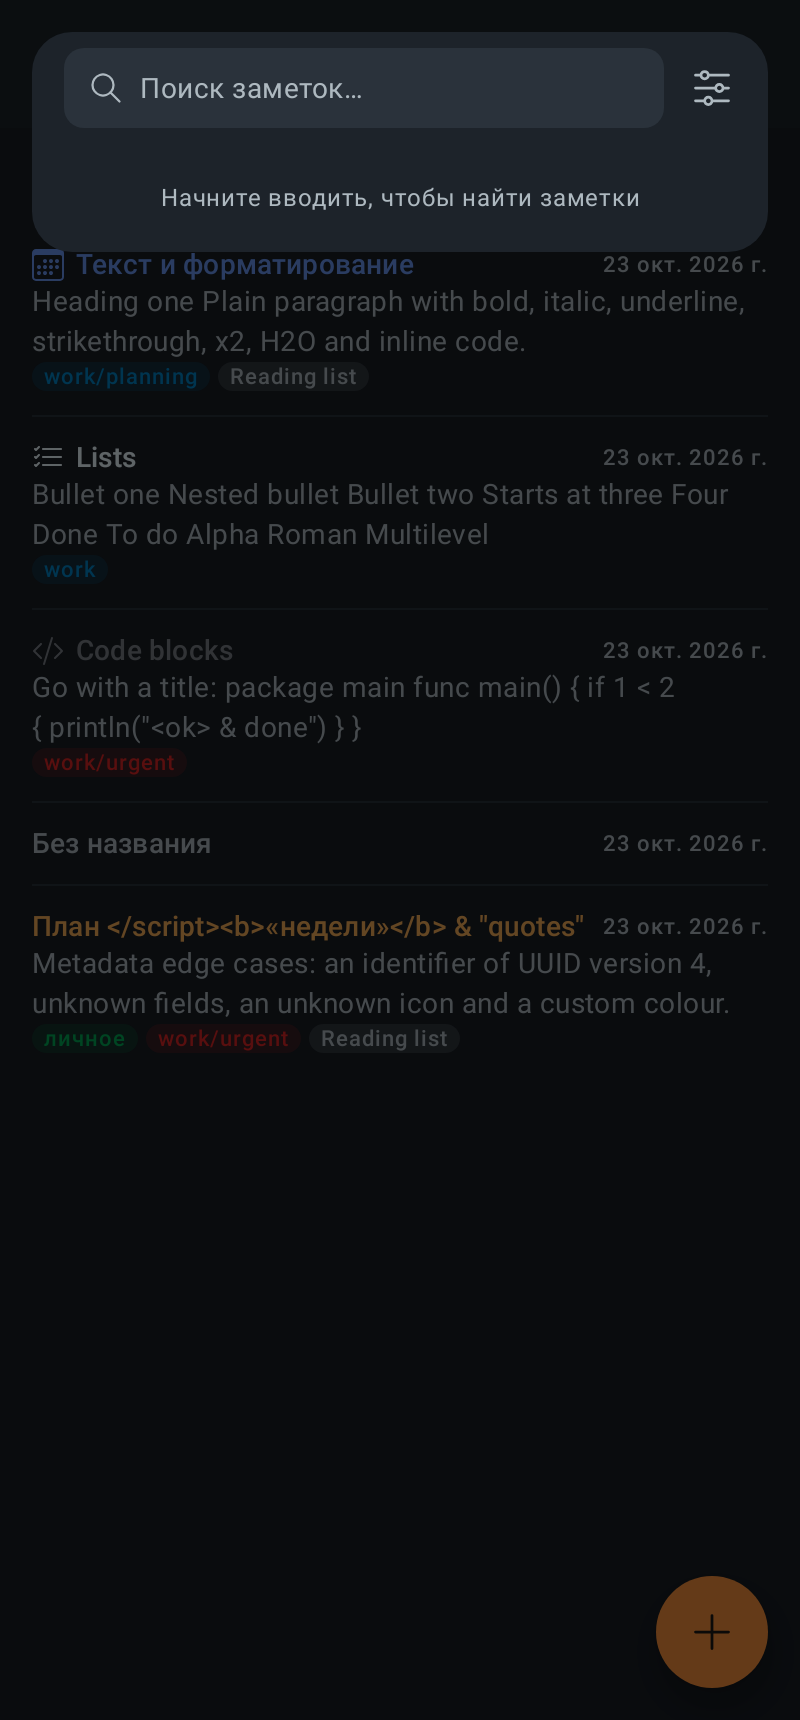 Поиск заметок…
Начните вводить, чтобы найти заметки
Текст и форматирование 23 окт. 2026 г.
Heading one Plain paragraph with bold, italic, underline,
strikethrough, x2, H2O and inline code.
work/planning Reading list
Lists 23 окт. 2026 г.
Bullet one Nested bullet Bullet two Starts at three Four
Done To do Alpha Roman Multilevel
work
Code blocks 23 окт. 2026 г.
Go with a title: package main func main() { if 1 < 2
{ println("<ok> & done") } }
work/urgent
Без названия 23 окт. 2026 г.
План </script><b>«недели»</b> & "quotes" 23 окт. 2026 г.
Metadata edge cases: an identifier of UUID version 4,
unknown fields, an unknown icon and a custom colour.
личное work/urgent Reading list